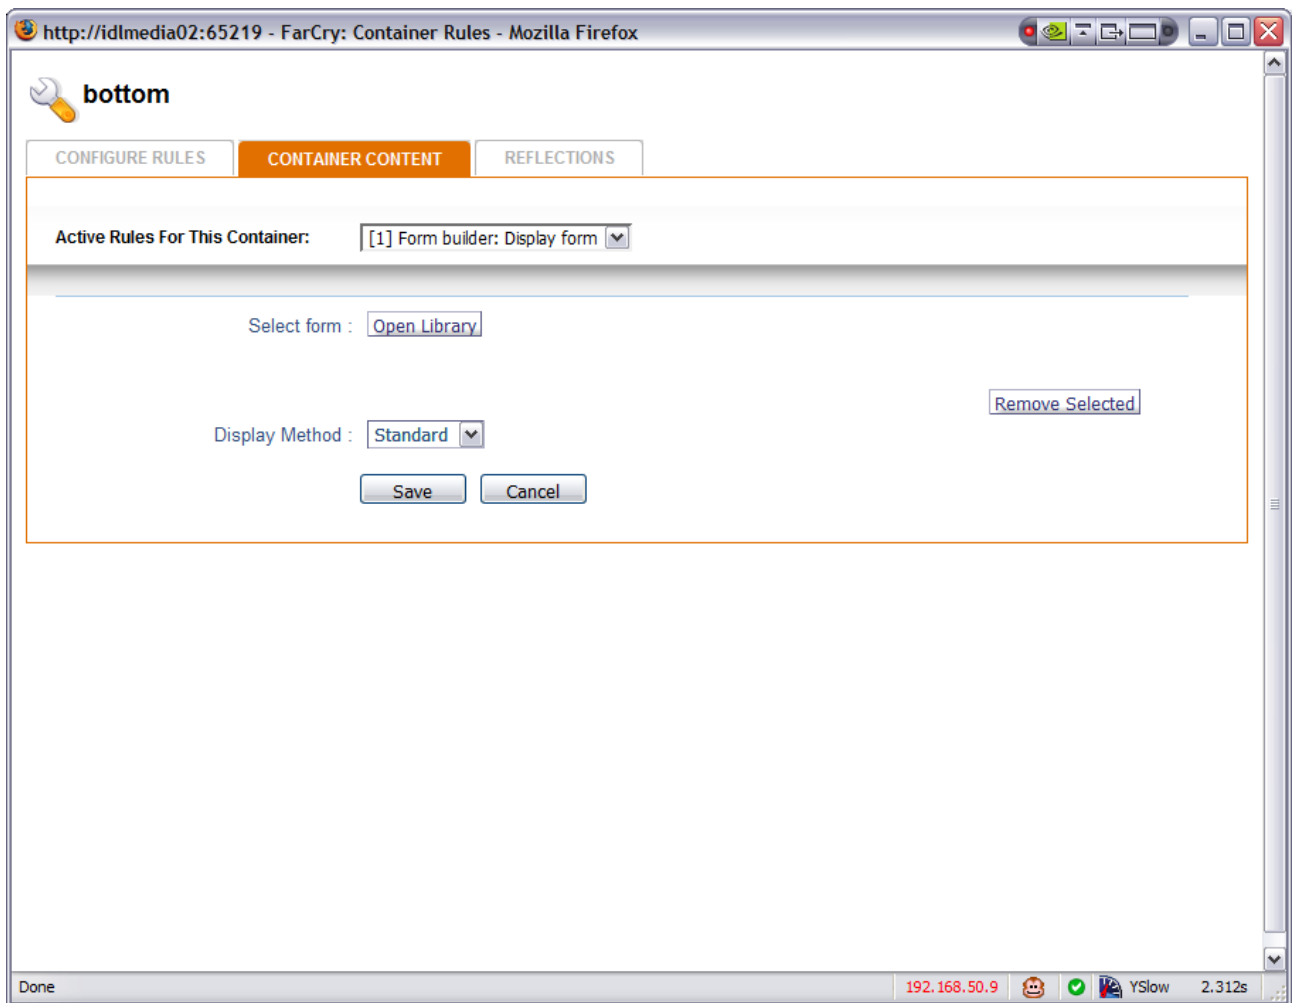 http://idlmedia02:65219 - FarCry: Container Rules - Mozilla Firefox
bottom
CONFIGURE RULES CONTAINER CONTENT REFLECTIONS
Active Rules For This Container: [1] Form builder: Display form
Select form : Open Library
Remove Selected
Display Method : Standard
Save Cancel
Done 192.168.50.9 YSlow 2.312s